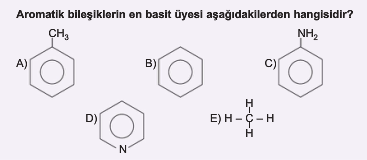 Aromatik bileşiklerin en basit üyesi aşağıdakilerden hangisidir?
CH₃
A)
B)
NH₂
C)
D)
N
E) H – C – H
H
H